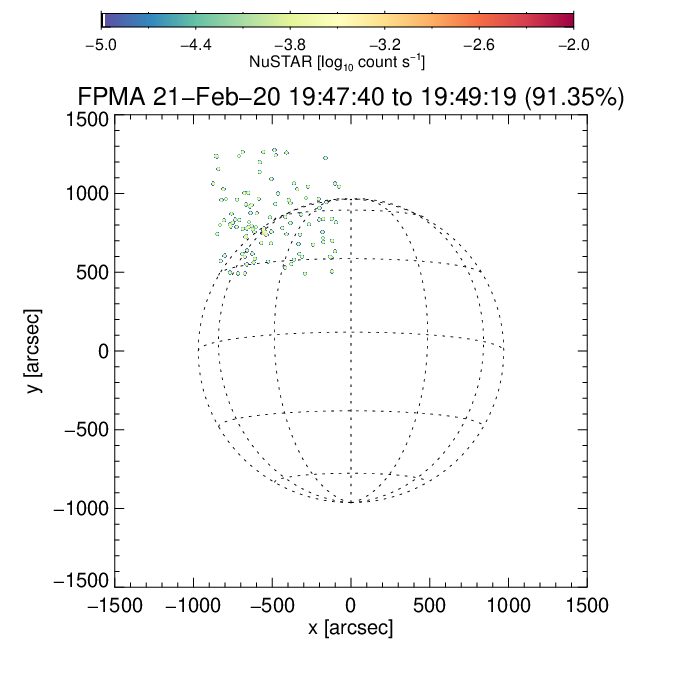 −5.0 −4.4 −3.8 −3.2 −2.6 −2.0
NuSTAR [log₁₀ count s⁻¹]
FPMA 21−Feb−20 19:47:40 to 19:49:19 (91.35%)
1500
1000
500
0
−500
−1000
−1500
y [arcsec]
−1500 −1000 −500 0 500 1000 1500
x [arcsec]